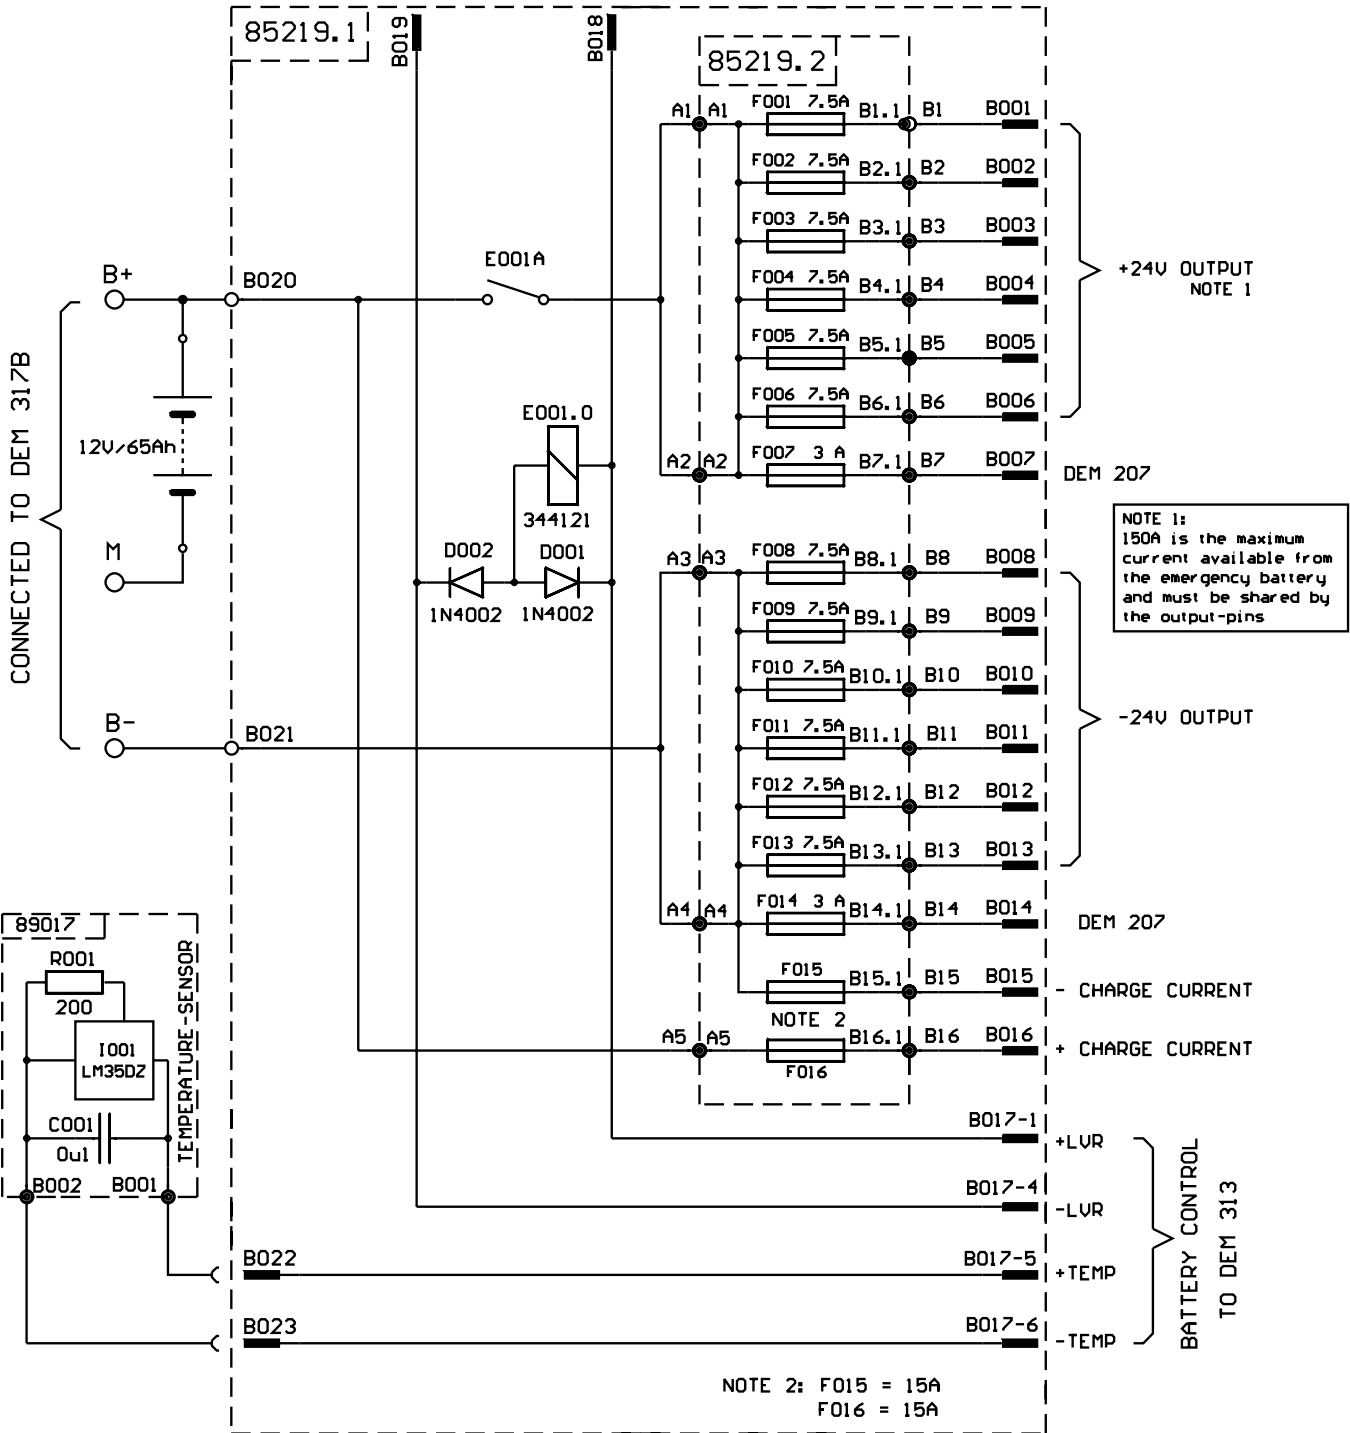 85219.1
B019
B018
85219.2
A1 A1
F001 7.5A
B1.1 B1
B001
F002 7.5A
B2.1 B2
B002
F003 7.5A
B3.1 B3
B003
F004 7.5A
B4.1 B4
B004
F005 7.5A
B5.1 B5
B005
F006 7.5A
B6.1 B6
B006
A2 A2
F007 3 A
B7.1 B7
B007
+24V OUTPUT
NOTE 1
DEM 207
B+
B020
E001A
CONNECTED TO DEM 317B
12V/65Ah
M
B-
B021
E001.0
344121
D002
D001
1N4002
1N4002
NOTE 1:
150A is the maximum
current available from
the emergency battery
and must be shared by
the output-pins
A3 A3
F008 7.5A
B8.1 B8
B008
F009 7.5A
B9.1 B9
B009
F010 7.5A
B10.1 B10
B010
F011 7.5A
B11.1 B11
B011
F012 7.5A
B12.1 B12
B012
F013 7.5A
B13.1 B13
B013
-24V OUTPUT
A4 A4
F014 3 A
B14.1 B14
B014
DEM 207
F015
B15.1 B15
B015
- CHARGE CURRENT
NOTE 2
A5 A5
F016
B16.1 B16
B016
+ CHARGE CURRENT
89017
R001
200
I001
LM35DZ
C001
0u1
TEMPERATURE-SENSOR
B002
B001
B017-1
+LVR
B017-4
-LVR
B022
B017-5
+TEMP
B023
B017-6
-TEMP
BATTERY CONTROL
TO DEM 313
NOTE 2: F015 = 15A
F016 = 15A